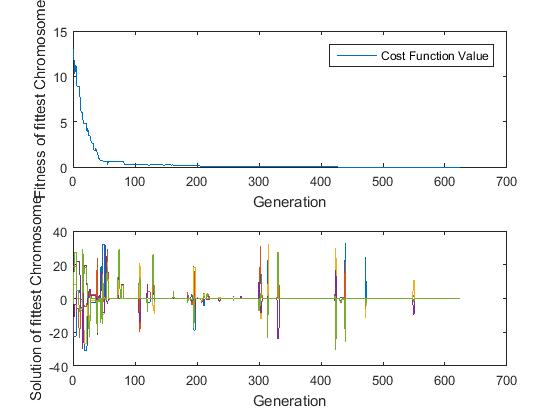 Fitness of fittest Chromosome
15
10
5
0
Cost Function Value
0 100 200 300 400 500 600 700
Generation
Solution of fittest Chromosome
40
20
0
-20
-40
0 100 200 300 400 500 600 700
Generation